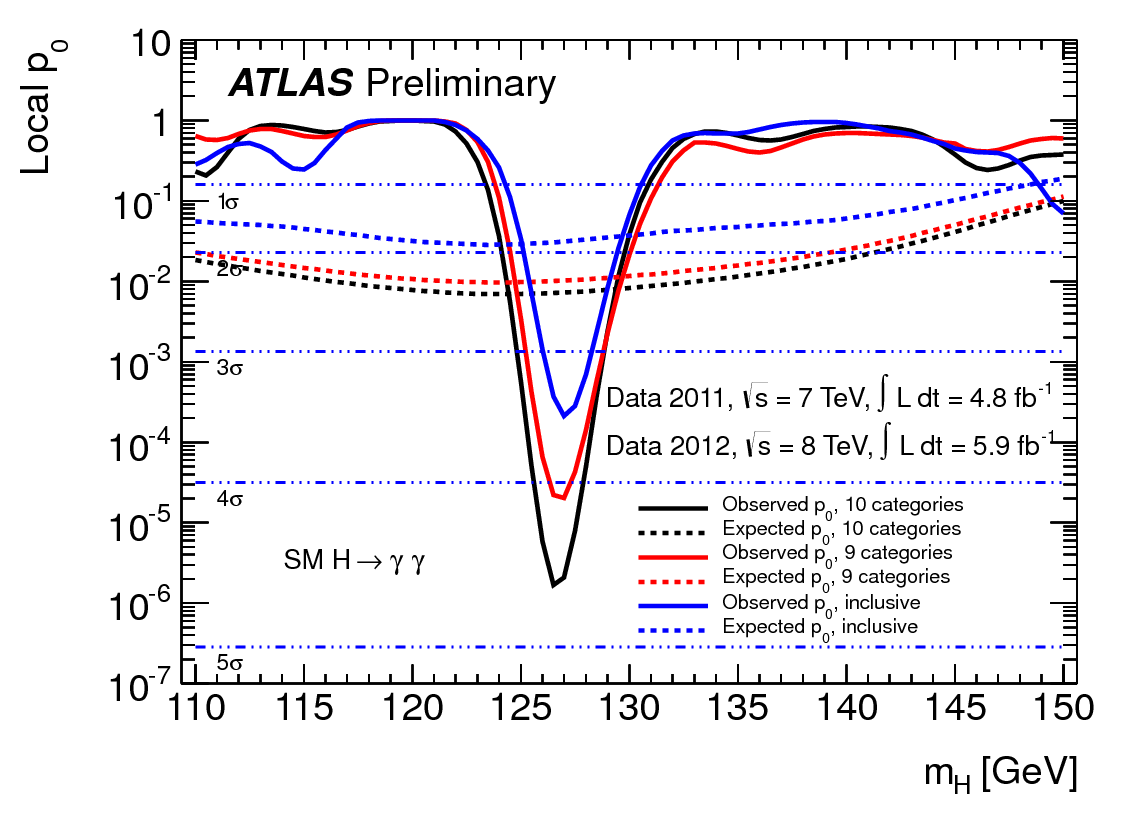 ATLAS Preliminary
Local p0
10
1
10-1
10-2
10-3
10-4
10-5
10-6
10-7
1σ
2σ
3σ
4σ
5σ
Data 2011, √s = 7 TeV, ∫ L dt = 4.8 fb-1
Data 2012, √s = 8 TeV, ∫ L dt = 5.9 fb-1
SM H → γ γ
Observed p0, 10 categories
Expected p0, 10 categories
Observed p0, 9 categories
Expected p0, 9 categories
Observed p0, inclusive
Expected p0, inclusive
110 115 120 125 130 135 140 145 150
mH [GeV]